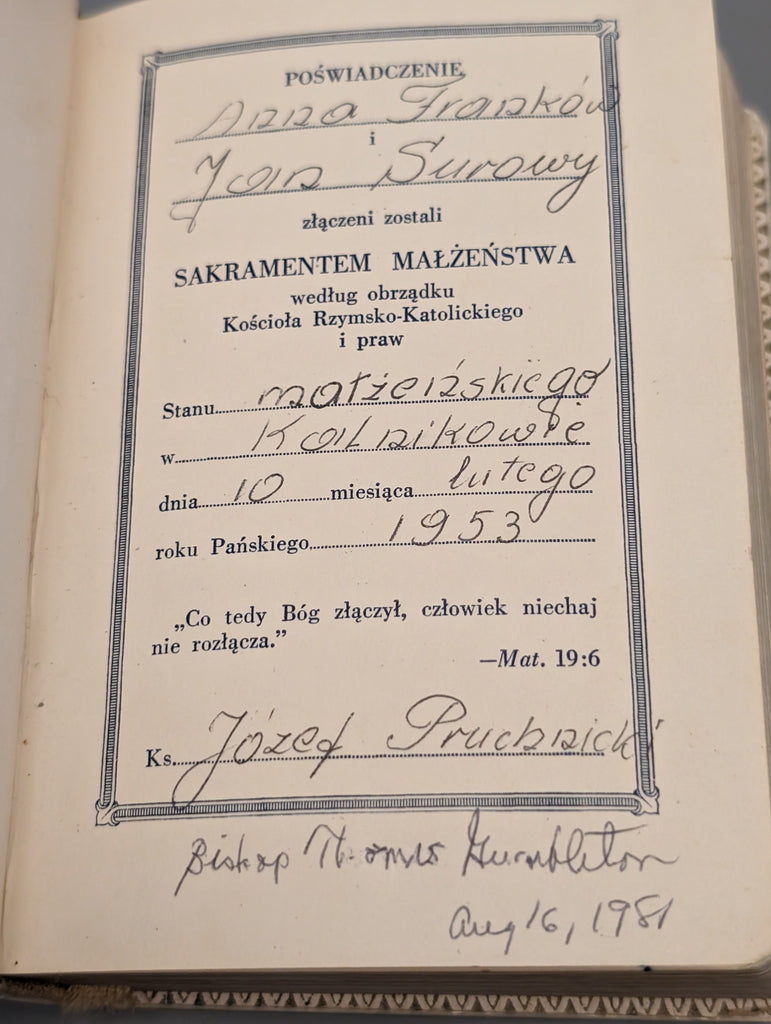 POŚWIADCZENIE
Anna Franków
i
Jan Surowy
złączeni zostali
SAKRAMENTEM MAŁŻEŃSTWA
według obrządku
Kościoła Rzymsko-Katolickiego
i praw
Stanu małżeńskiego
w Kalnikowie
dnia 10 miesiąca lutego
roku Pańskiego 1953
„Co tedy Bóg złączył, człowiek niechaj
nie rozłącza.”
—Mat. 19:6
Ks. Józef Pruchnicki
Bishop Thomas Gumbleton
Aug 16, 1981